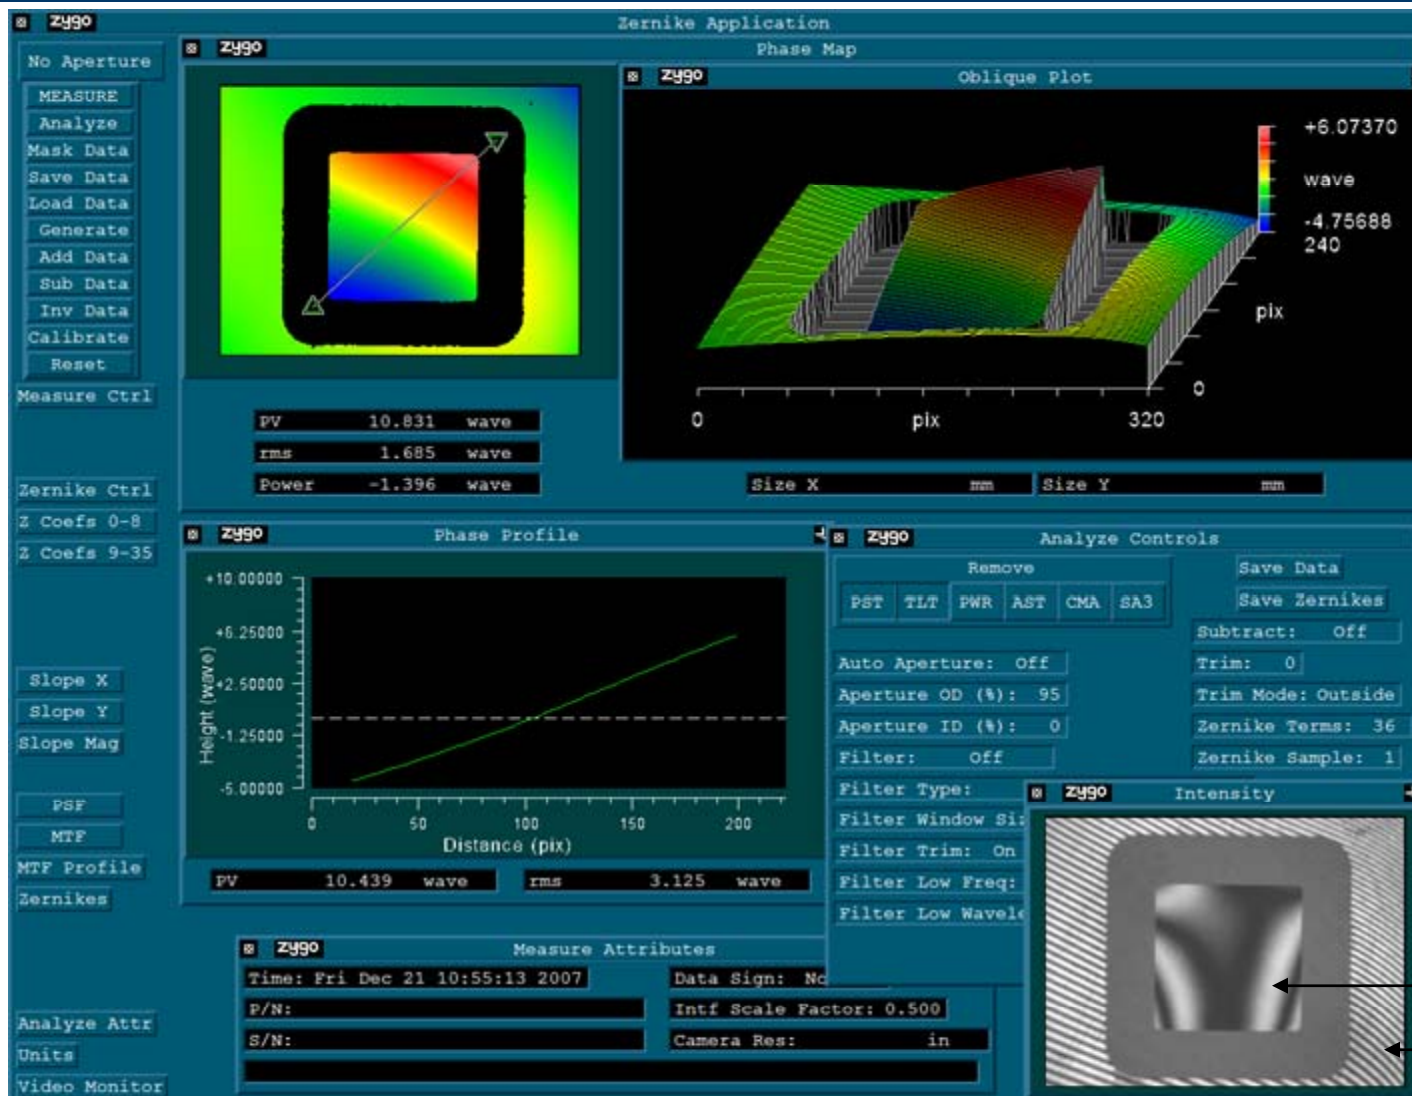 zygo Zernike Application
No Aperture
MEASURE
Analyze
Mask Data
Save Data
Load Data
Generate
Add Data
Sub Data
Inv Data
Calibrate
Reset
Measure Ctrl
Zernike Ctrl
Z Coefs 0-8
Z Coefs 9-35
Slope X
Slope Y
Slope Mag
PSF
MTF
MTF Profile
Zernikes
Analyze Attr
Units
Video Monitor
zygo Phase Map
PV 10.831 wave
rms 1.685 wave
Power -1.396 wave
Size X mm Size Y mm
zygo Oblique Plot
+6.07370
wave
-4.75688
240
pix
0
0 pix 320
zygo Phase Profile
+10.00000
+6.25000
+2.50000
-1.25000
-5.00000
Height (wave)
0 50 100 150 200
Distance (pix)
PV 10.439 wave rms 3.125 wave
zygo Analyze Controls
Remove
PST TLT PWR AST CMA SA3
Auto Aperture: Off
Aperture OD (%): 95
Aperture ID (%): 0
Filter: Off
Filter Type:
Filter Window Si
Filter Trim: On
Filter Low Freq:
Filter Low Wavele
Save Data
Save Zernikes
Subtract: Off
Trim: 0
Trim Mode: Outside
Zernike Terms: 36
Zernike Sample: 1
zygo Intensity
zygo Measure Attributes
Time: Fri Dec 21 10:55:13 2007
P/N:
S/N:
Data Sign: No
Intf Scale Factor: 0.500
Camera Res: in